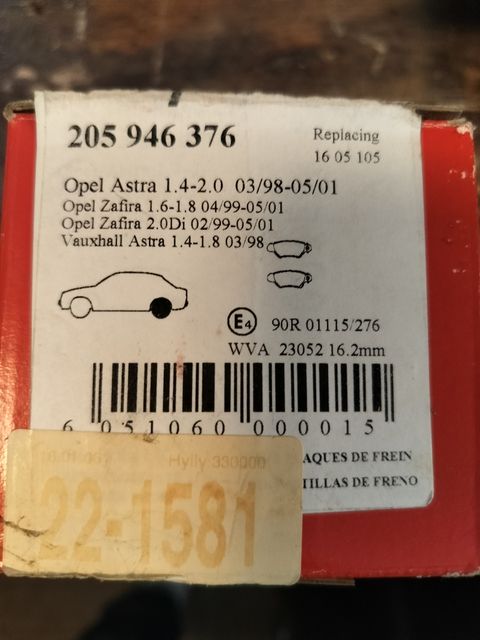 205 946 376
Replacing
16 05 105
Opel Astra 1.4-2.0 03/98-05/01
Opel Zafira 1.6-1.8 04/99-05/01
Opel Zafira 2.0Di 02/99-05/01
Vauxhall Astra 1.4-1.8 03/98
E4 90R 01115/276
WVA 23052 16.2mm
6 051060 000015
Hylly 330000
AQUES DE FREIN
TILLAS DE FRENO
22-1581